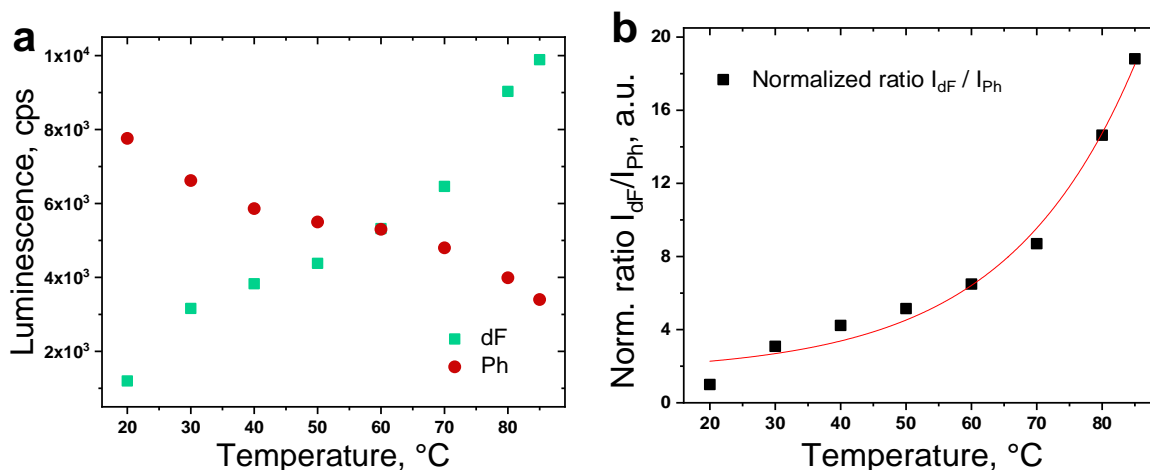 a
1x10⁴
8x10³
6x10³
4x10³
2x10³
Luminescence, cps
dF
Ph
20 30 40 50 60 70 80
Temperature, °C
b
20
16
12
8
4
0
Norm. ratio I_dF/I_Ph, a.u.
Normalized ratio I_dF / I_Ph
20 30 40 50 60 70 80
Temperature, °C